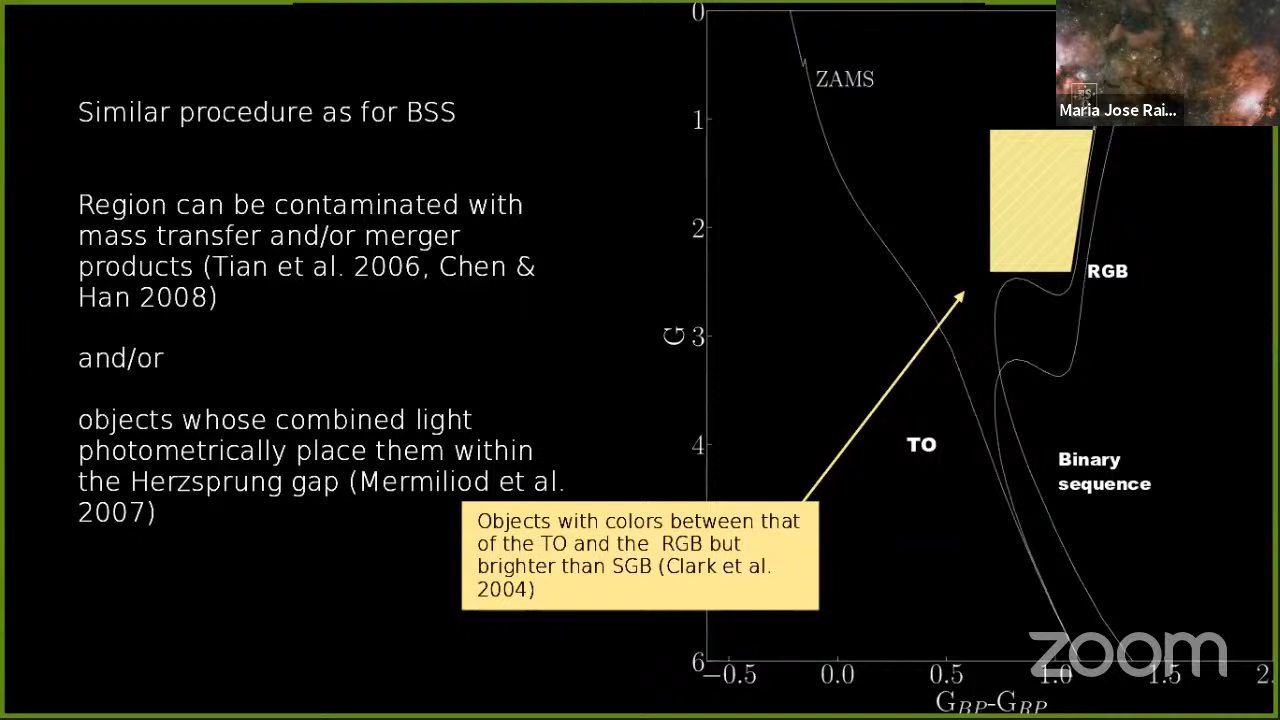 Similar procedure as for BSS
Region can be contaminated with
mass transfer and/or merger
products (Tian et al. 2006, Chen &
Han 2008)
and/or
objects whose combined light
photometrically place them within
the Herzsprung gap (Mermiliod et al.
2007)
Objects with colors between that
of the TO and the RGB but
brighter than SGB (Clark et al.
2004)
0
1
2
3
4
6
G
ZAMS
RGB
TO
Binary
sequence
−0.5
0.0
0.5
1.0
1.5
2.
G_BP-G_RP
Maria Jose Rai...
zoom